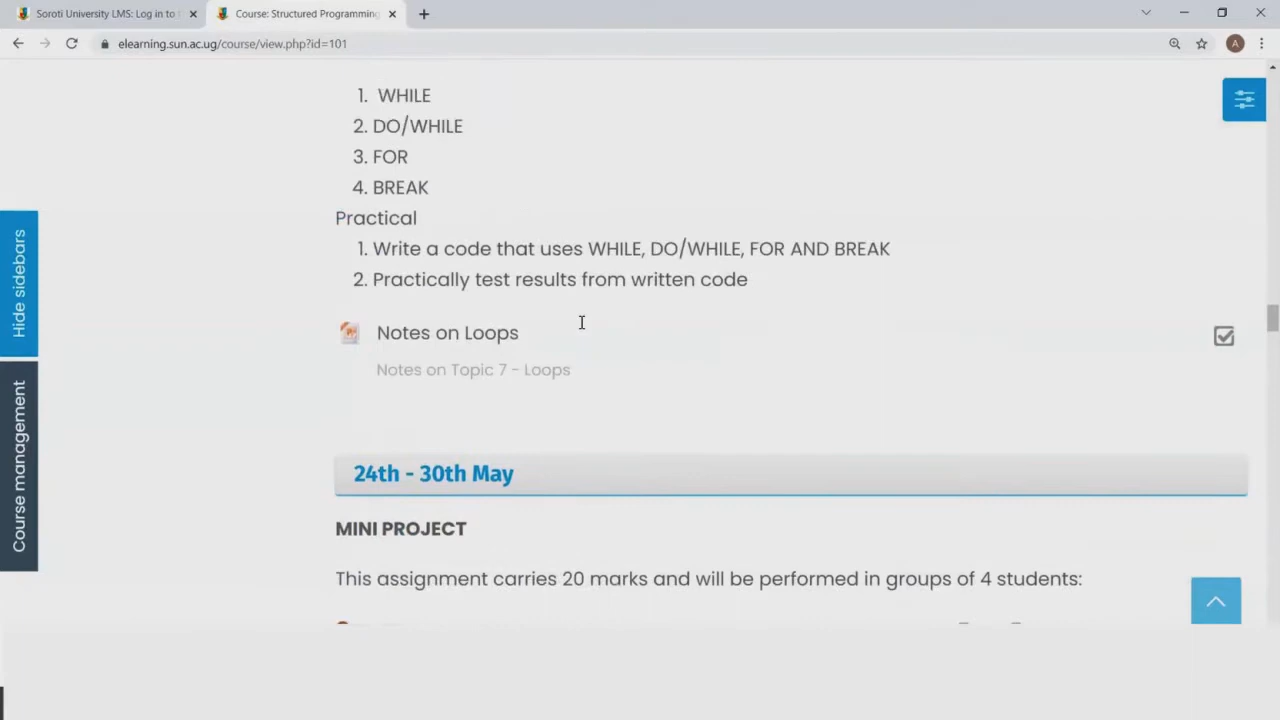 Soroti University LMS: Log in to
Course: Structured Programming
elearning.sun.ac.ug/course/view.php?id=101
A
1. WHILE
2. DO/WHILE
3. FOR
4. BREAK
Practical
1. Write a code that uses WHILE, DO/WHILE, FOR AND BREAK
2. Practically test results from written code
Hide sidebars
Notes on Loops
Notes on Topic 7 - Loops
Course management
24th - 30th May
MINI PROJECT
This assignment carries 20 marks and will be performed in groups of 4 students: